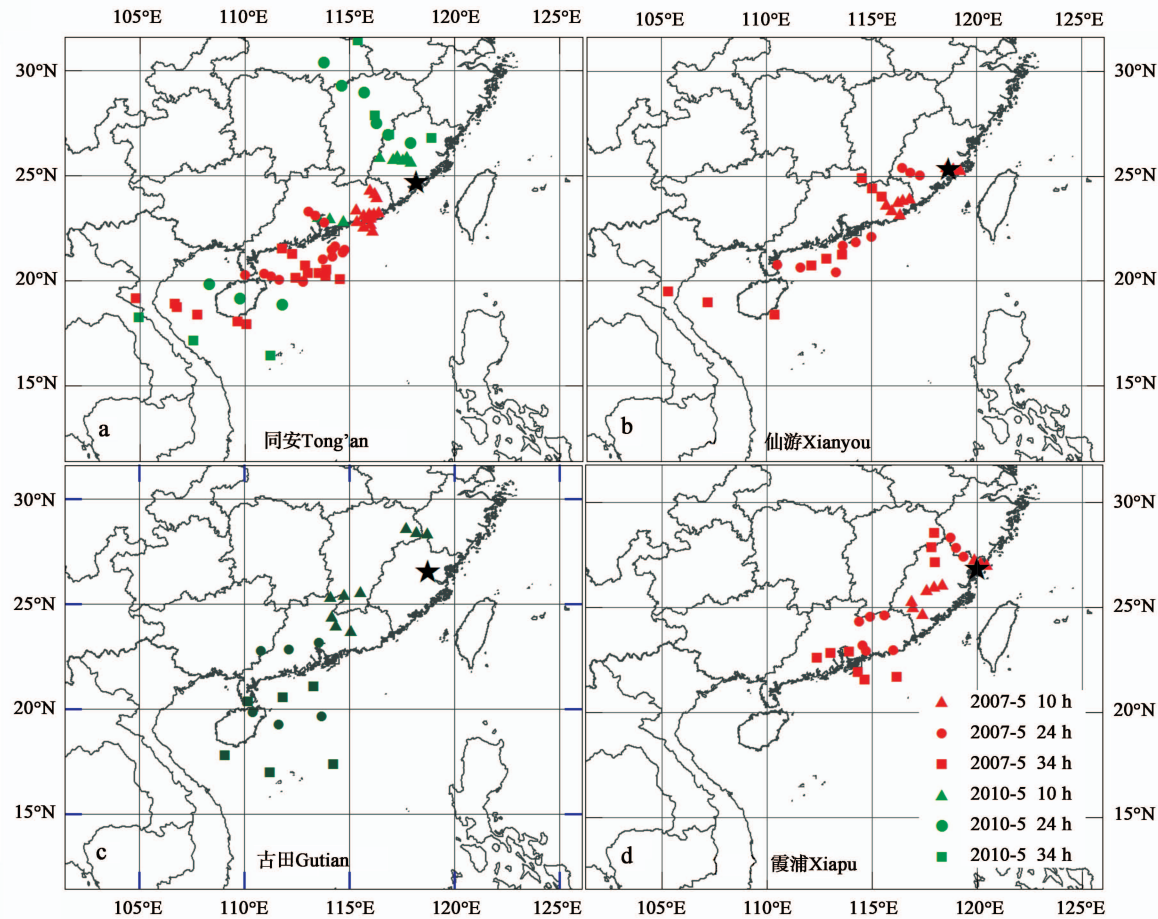 105°E 110°E 115°E 120°E 125°E 105°E 110°E 115°E 120°E 125°E
30°N 30°N
25°N 25°N
20°N 20°N
15°N 15°N
a 同安Tong'an b 仙游Xianyou
30°N 30°N
25°N 25°N
20°N 20°N
15°N 15°N
c 古田Gutian d 霞浦Xiapu
2007-5 10 h
2007-5 24 h
2007-5 34 h
2010-5 10 h
2010-5 24 h
2010-5 34 h
105°E 110°E 115°E 120°E 125°E 105°E 110°E 115°E 120°E 125°E